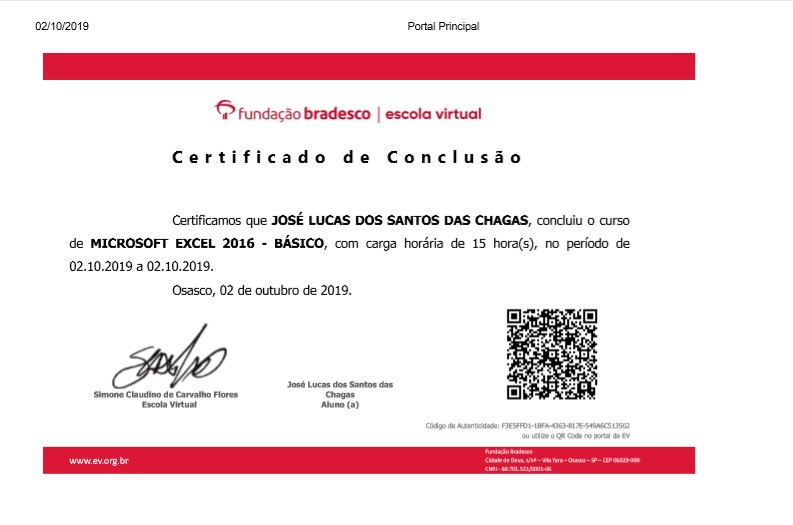 02/10/2019 Portal Principal
fundação bradesco | escola virtual
Certificado de Conclusão
Certificamos que JOSÉ LUCAS DOS SANTOS DAS CHAGAS, concluiu o curso
de MICROSOFT EXCEL 2016 - BÁSICO, com carga horária de 15 hora(s), no período de
02.10.2019 a 02.10.2019.
Osasco, 02 de outubro de 2019.
Simone Claudino de Carvalho Flores
Escola Virtual
José Lucas dos Santos das
Chagas
Aluno (a)
Código de Autenticidade: F3E5FFD1-1BFA-4363-817E-549A6C513502
ou utilize o QR Code no portal da EV
www.ev.org.br
Fundação Bradesco
Cidade de Deus, s/nº – Vila Yara – Osasco – SP – CEP 06029-900
CNPJ - 60.701.521/0001-06